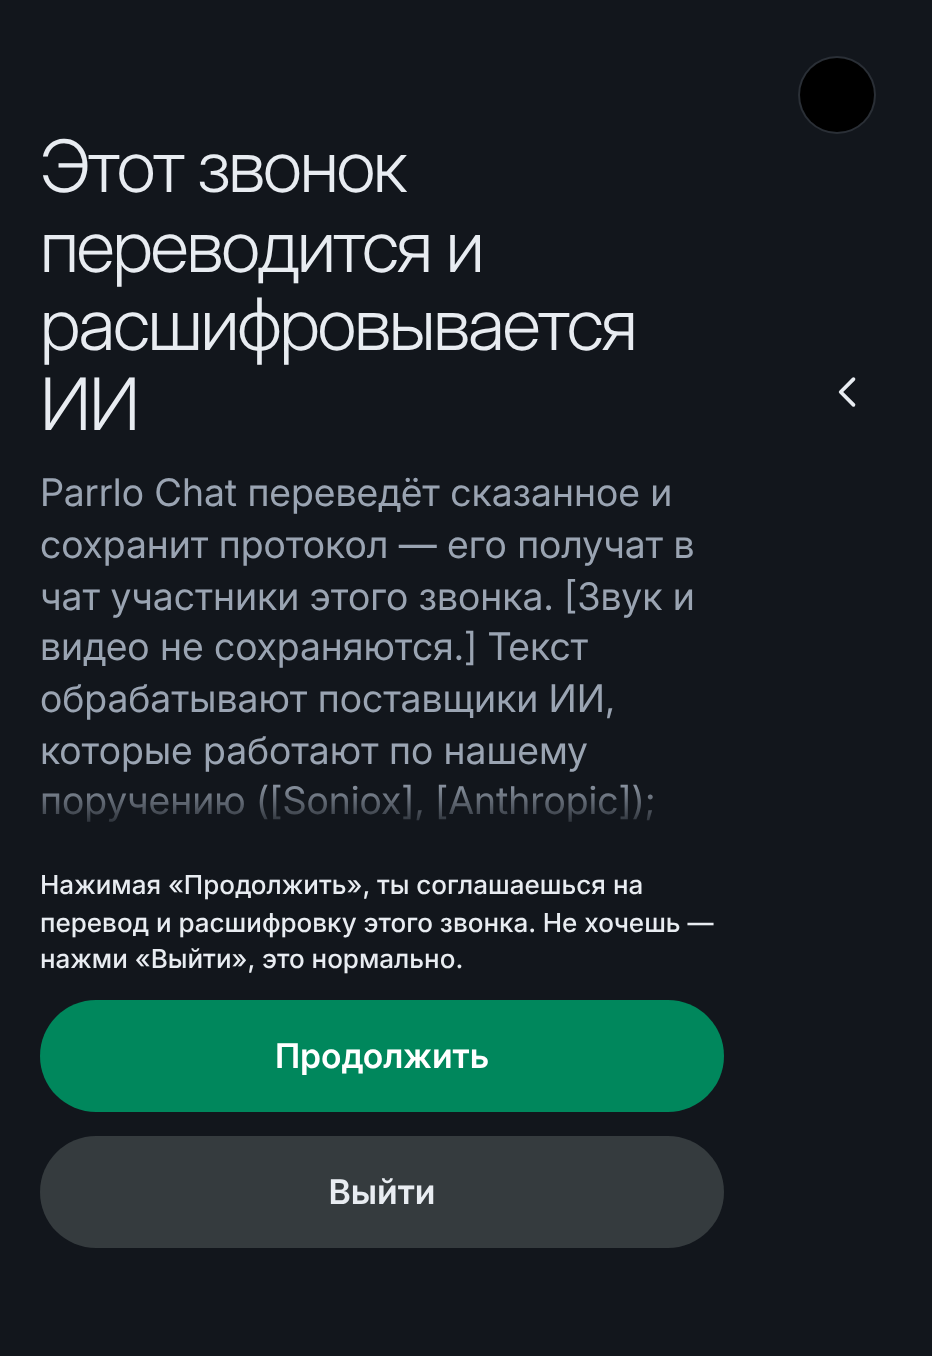 Этот звонок
переводится и
расшифровывается
ИИ
Parrlo Chat переведёт сказанное и
сохранит протокол — его получат в
чат участники этого звонка. [Звук и
видео не сохраняются.] Текст
обрабатывают поставщики ИИ,
которые работают по нашему
поручению ([Soniox], [Anthropic]);
Нажимая «Продолжить», ты соглашаешься на
перевод и расшифровку этого звонка. Не хочешь —
нажми «Выйти», это нормально.
Продолжить
Выйти